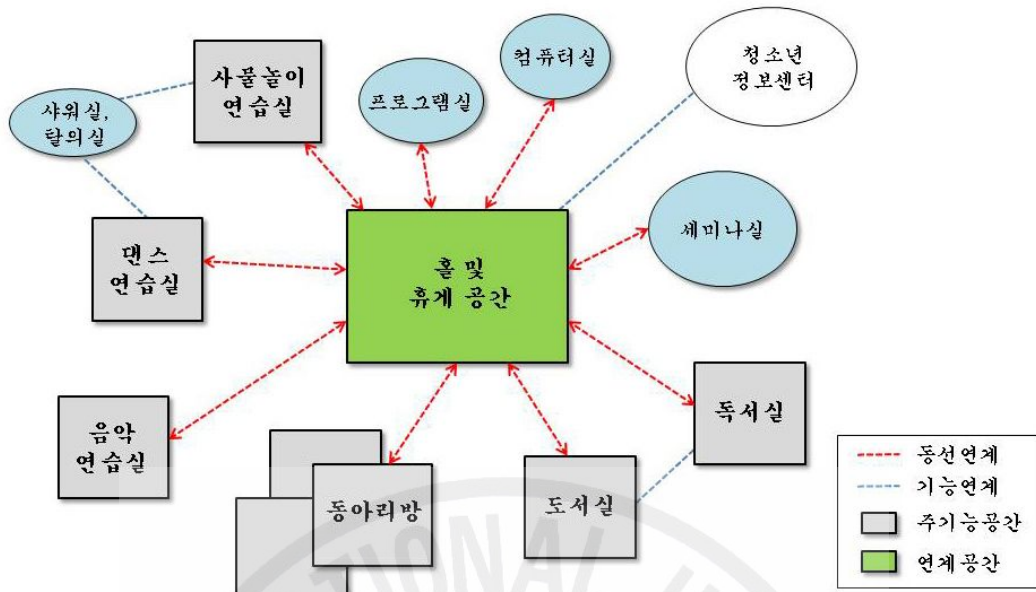 컴퓨터실
청소년
정보센터
사물놀이
연습실
프로그램실
샤워실,
탈의실
세미나실
댄스
연습실
홀 및
휴게 공간
독서실
음악
연습실
동아리방
도서실
동선연계
기능연계
주기능공간
연계공간
TIONAL U